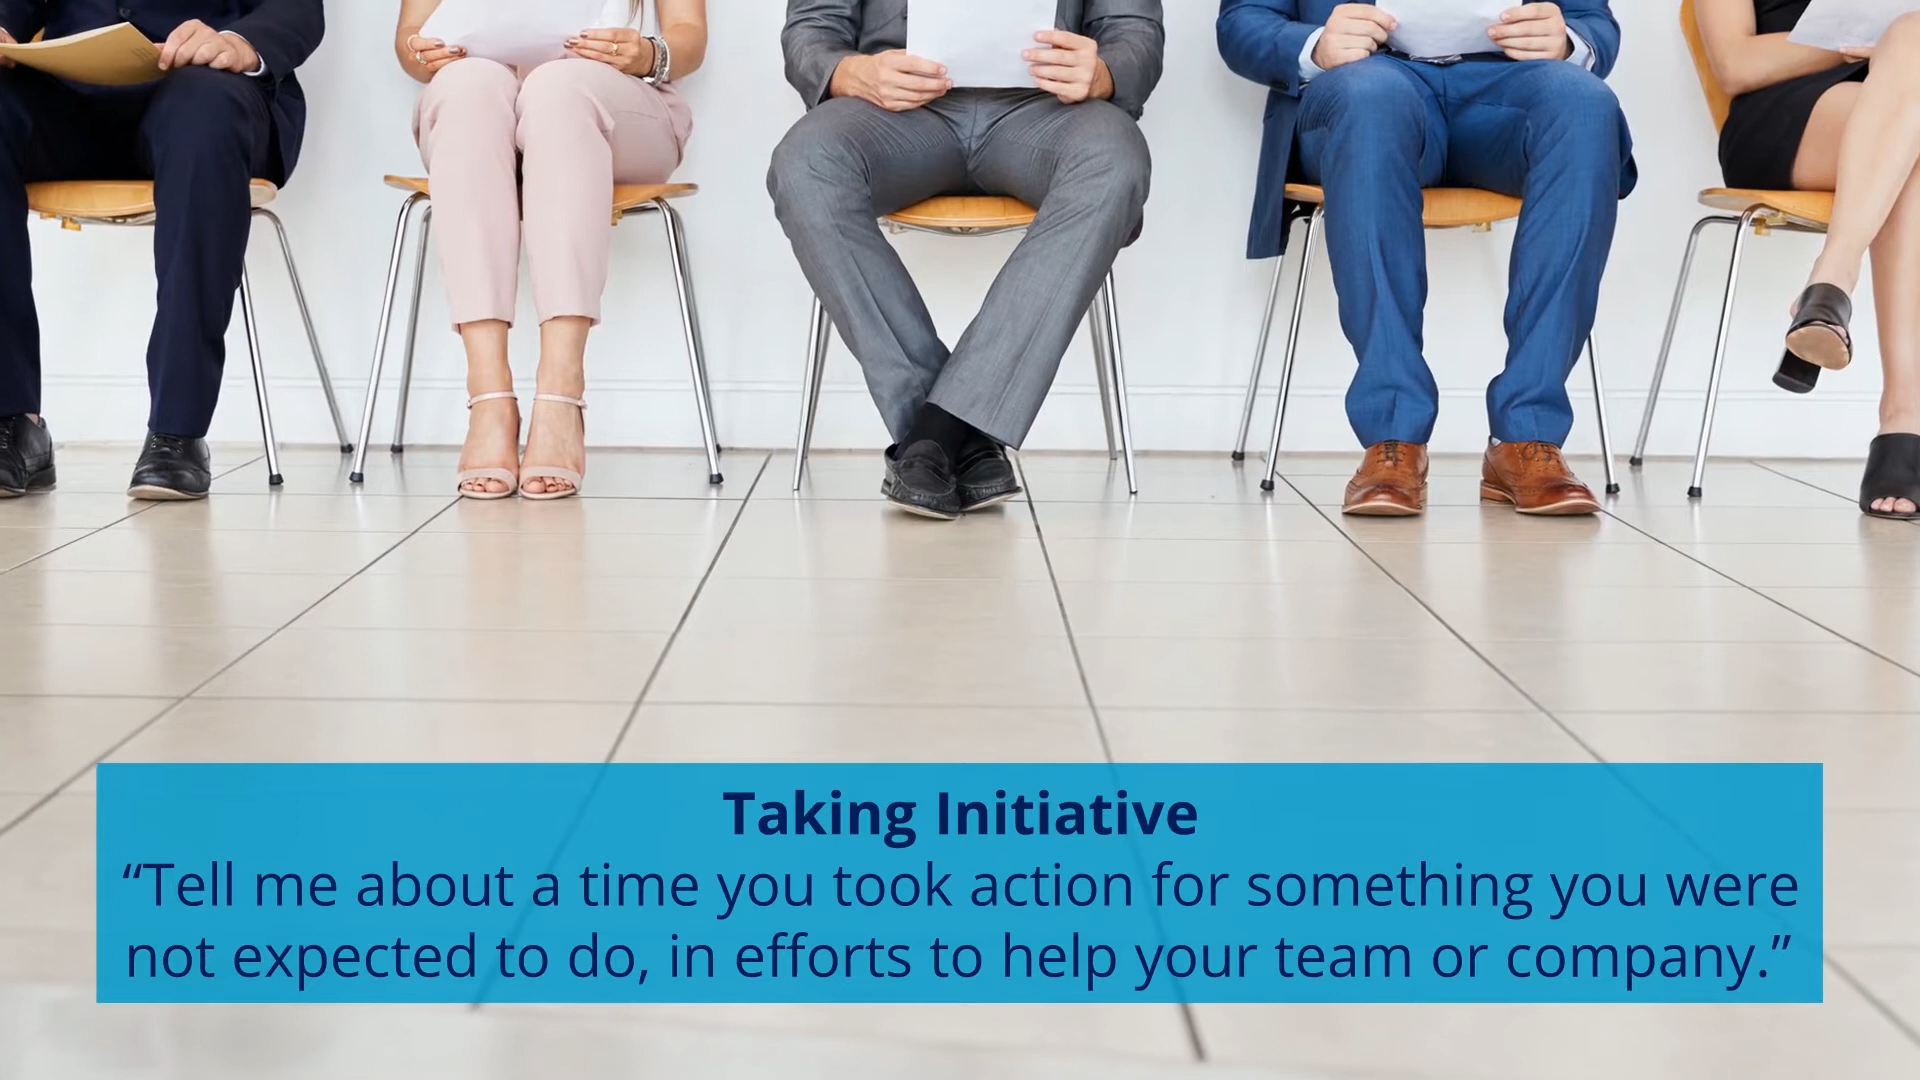 Taking Initiative
“Tell me about a time you took action for something you were
not expected to do, in efforts to help your team or company.”